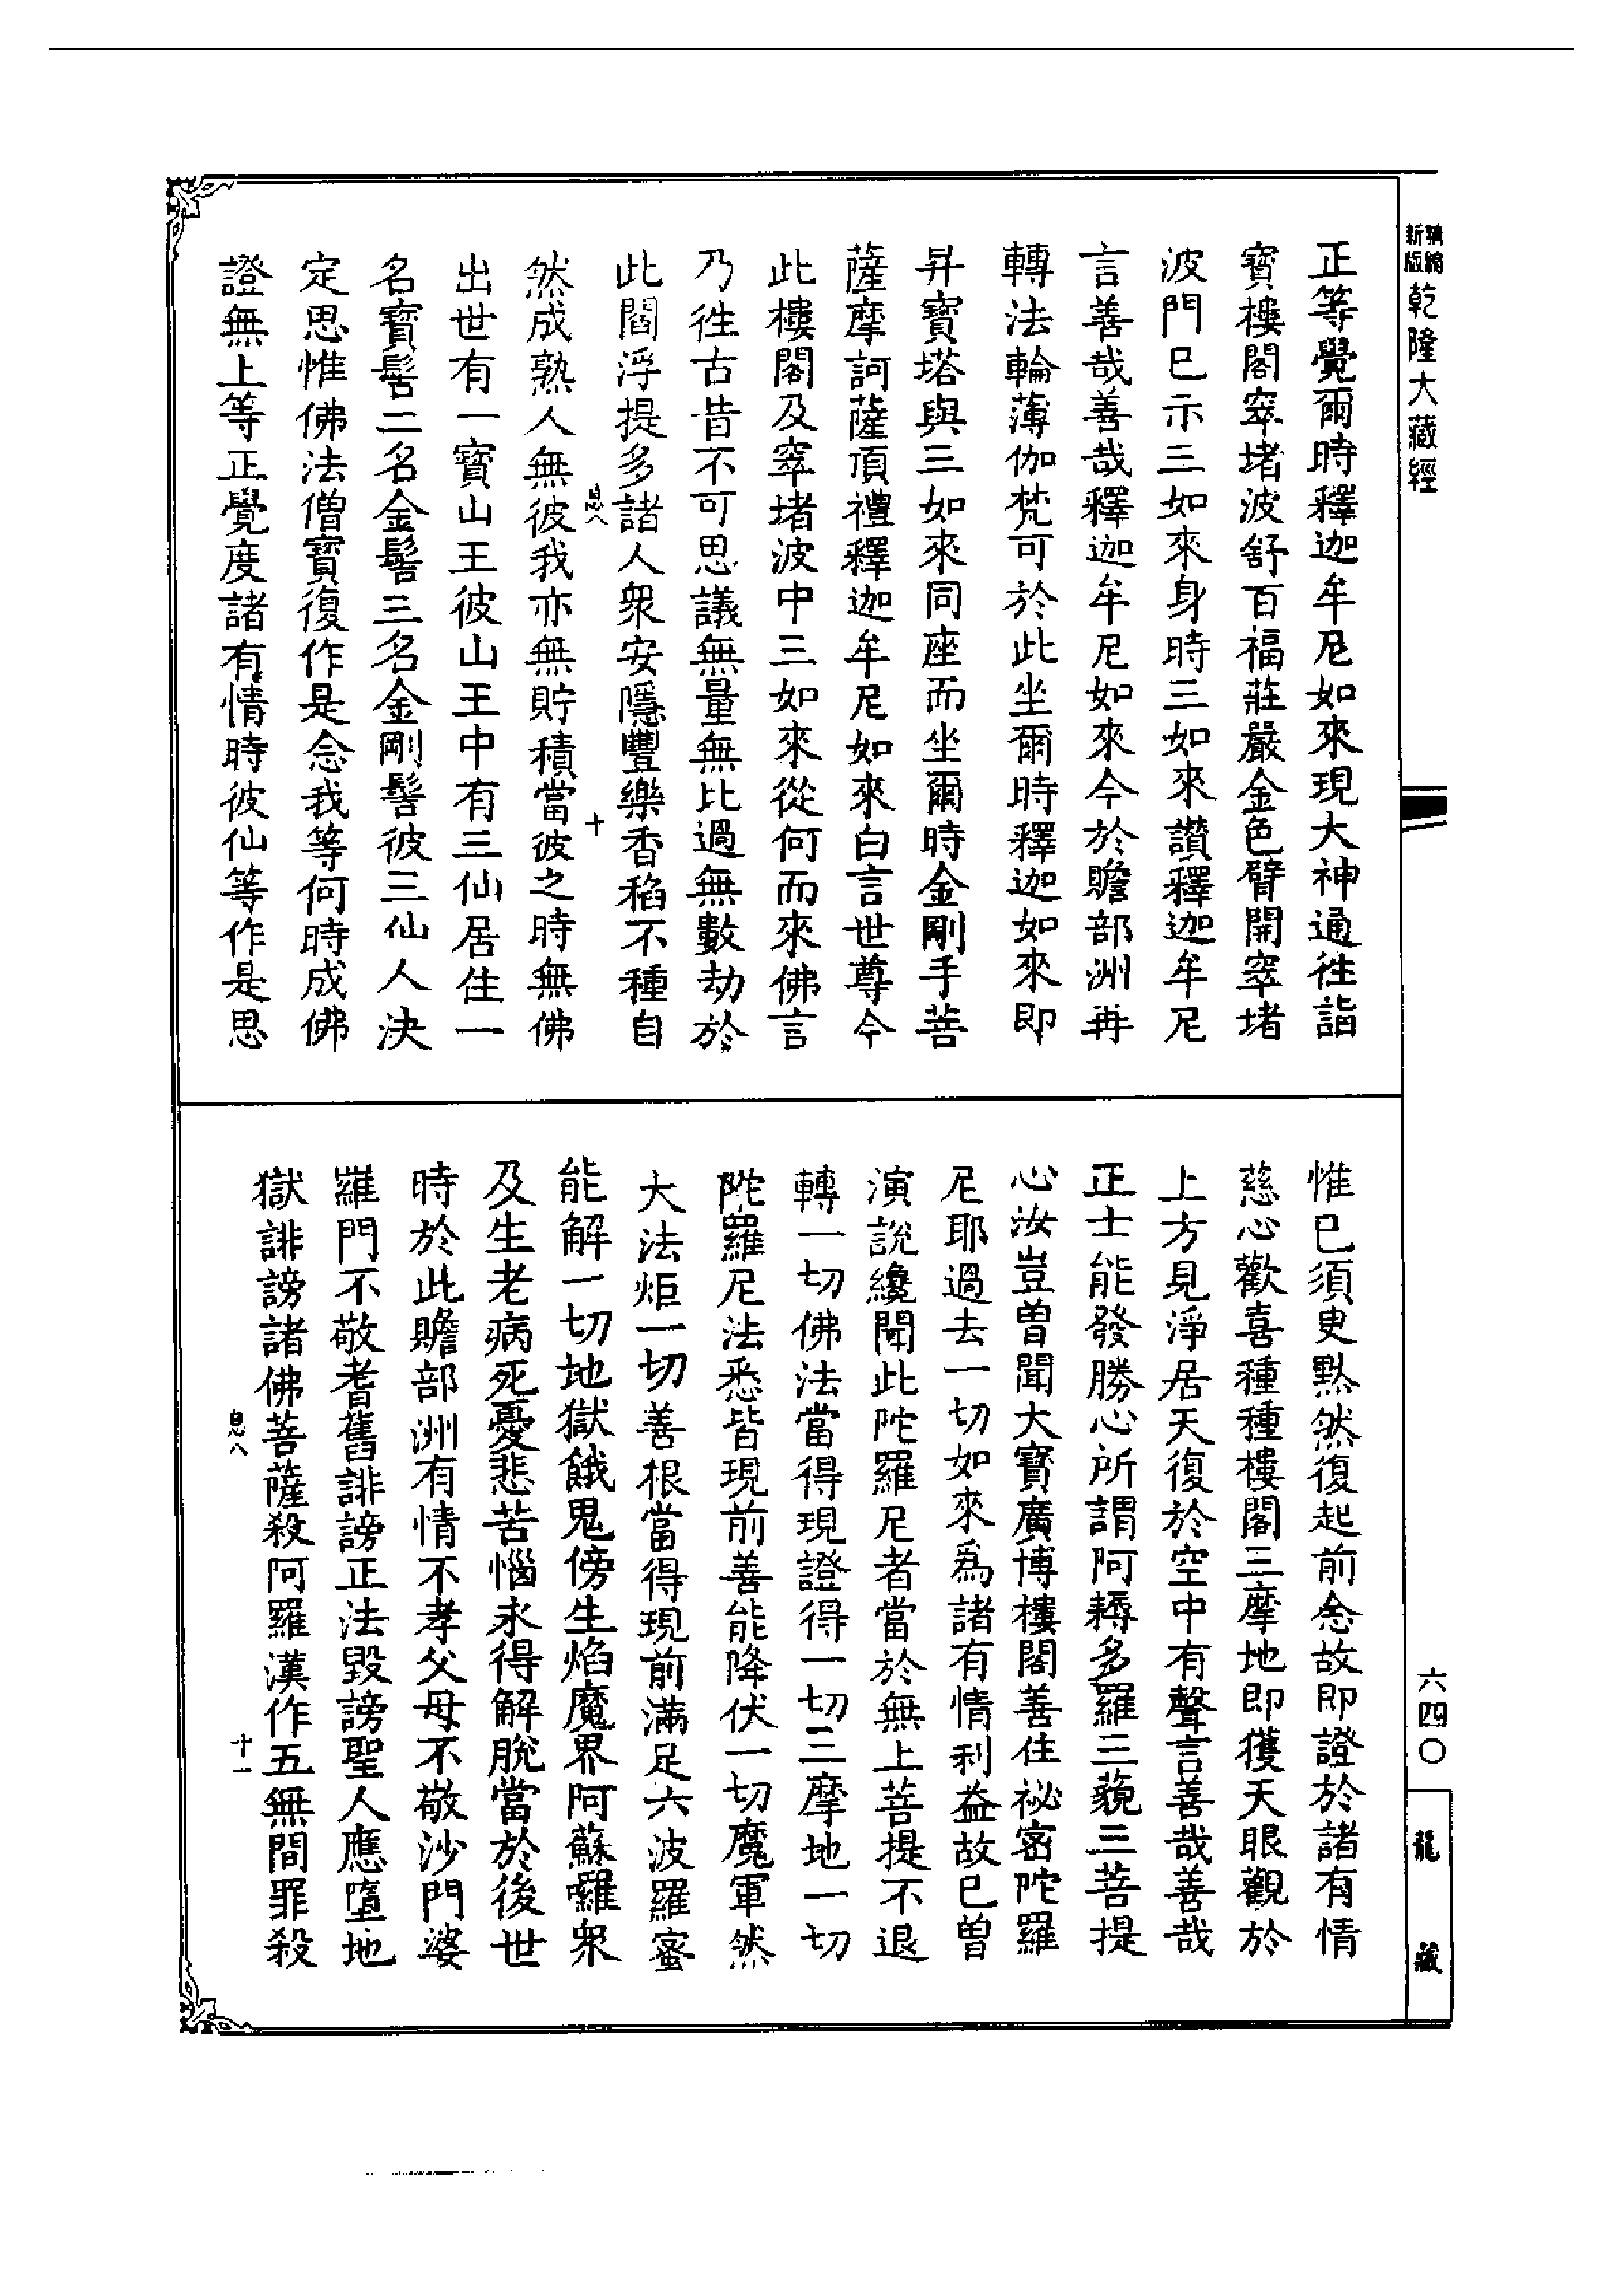 新編
新版
乾隆大藏經
正等覺爾時釋迦牟尼如來現大神通往詣
寶樓閣窣堵波舒百福莊嚴金色臂開窣堵
波門已示三如來身時三如來讚釋迦牟尼
言善哉善哉釋迦牟尼如來今於贍部洲再
轉法輪薄伽梵可於此坐爾時釋迦如來即
昇寶塔與三如來同座而坐爾時金剛手菩
薩摩訶薩頂禮釋迦牟尼如來白言世尊今
此樓閣及窣堵波中三如來從何而來佛言
乃往古昔不可思議無量無比過無數劫於
此閻浮提多諸人衆安隱豐樂香稻不種自
息八
十
然成熟人無彼我亦無貯積當彼之時無佛
出世有一寶山王彼山王中有三仙居住一
名寶髻二名金髻三名金剛髻彼三仙人決
定思惟佛法僧寶復作是念我等何時成佛
證無上等正覺度諸有情時彼仙等作是思
惟已須臾默然復起前念故即證於諸有情
慈心歡喜種種樓閣三摩地即獲天眼觀於
上方見淨居天復於空中有聲言善哉善哉
正士能發勝心所謂阿耨多羅三藐三菩提
心汝豈曾聞大寶廣博樓閣善住祕密陀羅
尼耶過去一切如來爲諸有情利益故已曾
演說纔聞此陀羅尼者當於無上菩提不退
轉一切佛法當得現證得一切三摩地一切
陀羅尼法悉皆現前善能降伏一切魔軍然
大法炬一切善根當得現前滿足六波羅蜜
能解一切地獄餓鬼傍生焰魔界阿蘇囉衆
及生老病死憂悲苦惱永得解脫當於後世
時於此贍部洲有情不孝父母不敬沙門婆
羅門不敬耆舊誹謗正法毀謗聖人應墮地
獄誹謗諸佛菩薩殺阿羅漢作五無間罪殺
息八
十一
六四〇
龍藏